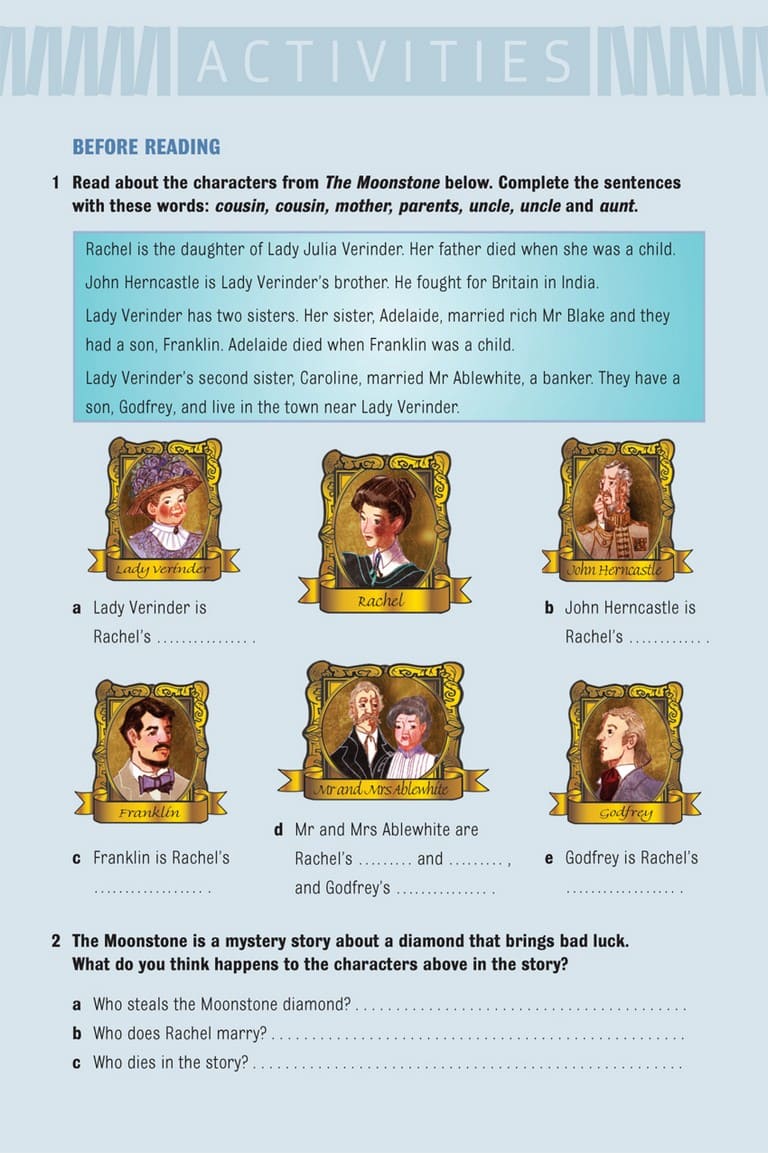 ACTIVITIES
BEFORE READING
1 Read about the characters from The Moonstone below. Complete the sentences
with these words: cousin, cousin, mother, parents, uncle, uncle and aunt.
Rachel is the daughter of Lady Julia Verinder. Her father died when she was a child.
John Herncastle is Lady Verinder's brother. He fought for Britain in India.
Lady Verinder has two sisters. Her sister, Adelaide, married rich Mr Blake and they
had a son, Franklin. Adelaide died when Franklin was a child.
Lady Verinder's second sister, Caroline, married Mr Ablewhite, a banker. They have a
son, Godfrey, and live in the town near Lady Verinder.
Lady Verinder
Rachel
John Herncastle
a Lady Verinder is
Rachel's ................
b John Herncastle is
Rachel's .............
Franklin
Mr and Mrs Ablewhite
Godfrey
c Franklin is Rachel's
...................
d Mr and Mrs Ablewhite are
Rachel's ......... and ......... ,
and Godfrey's ................
e Godfrey is Rachel's
...................
2 The Moonstone is a mystery story about a diamond that brings bad luck.
What do you think happens to the characters above in the story?
a Who steals the Moonstone diamond? ..........................................
b Who does Rachel marry? ....................................................
c Who dies in the story? ......................................................